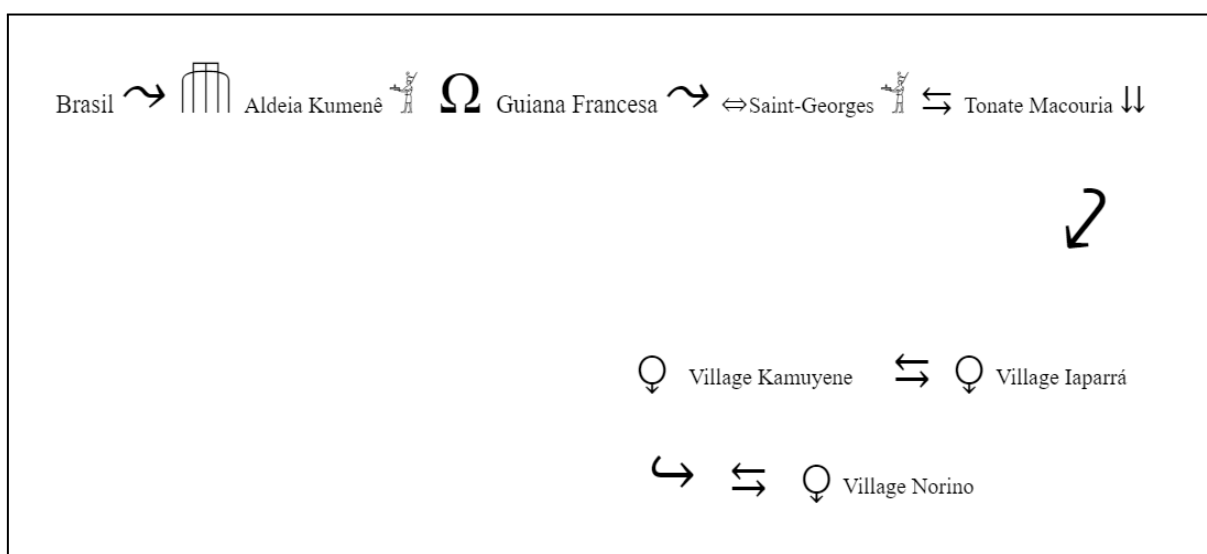 Brasil ⤳ Aldeia Kumenê Ω Guiana Francesa ⤳ ⇔Saint-Georges ⇆ Tonate Macouria ⇊
Village Kamuyene ⇆ Village Iaparrá
↪ ⇆ Village Norino